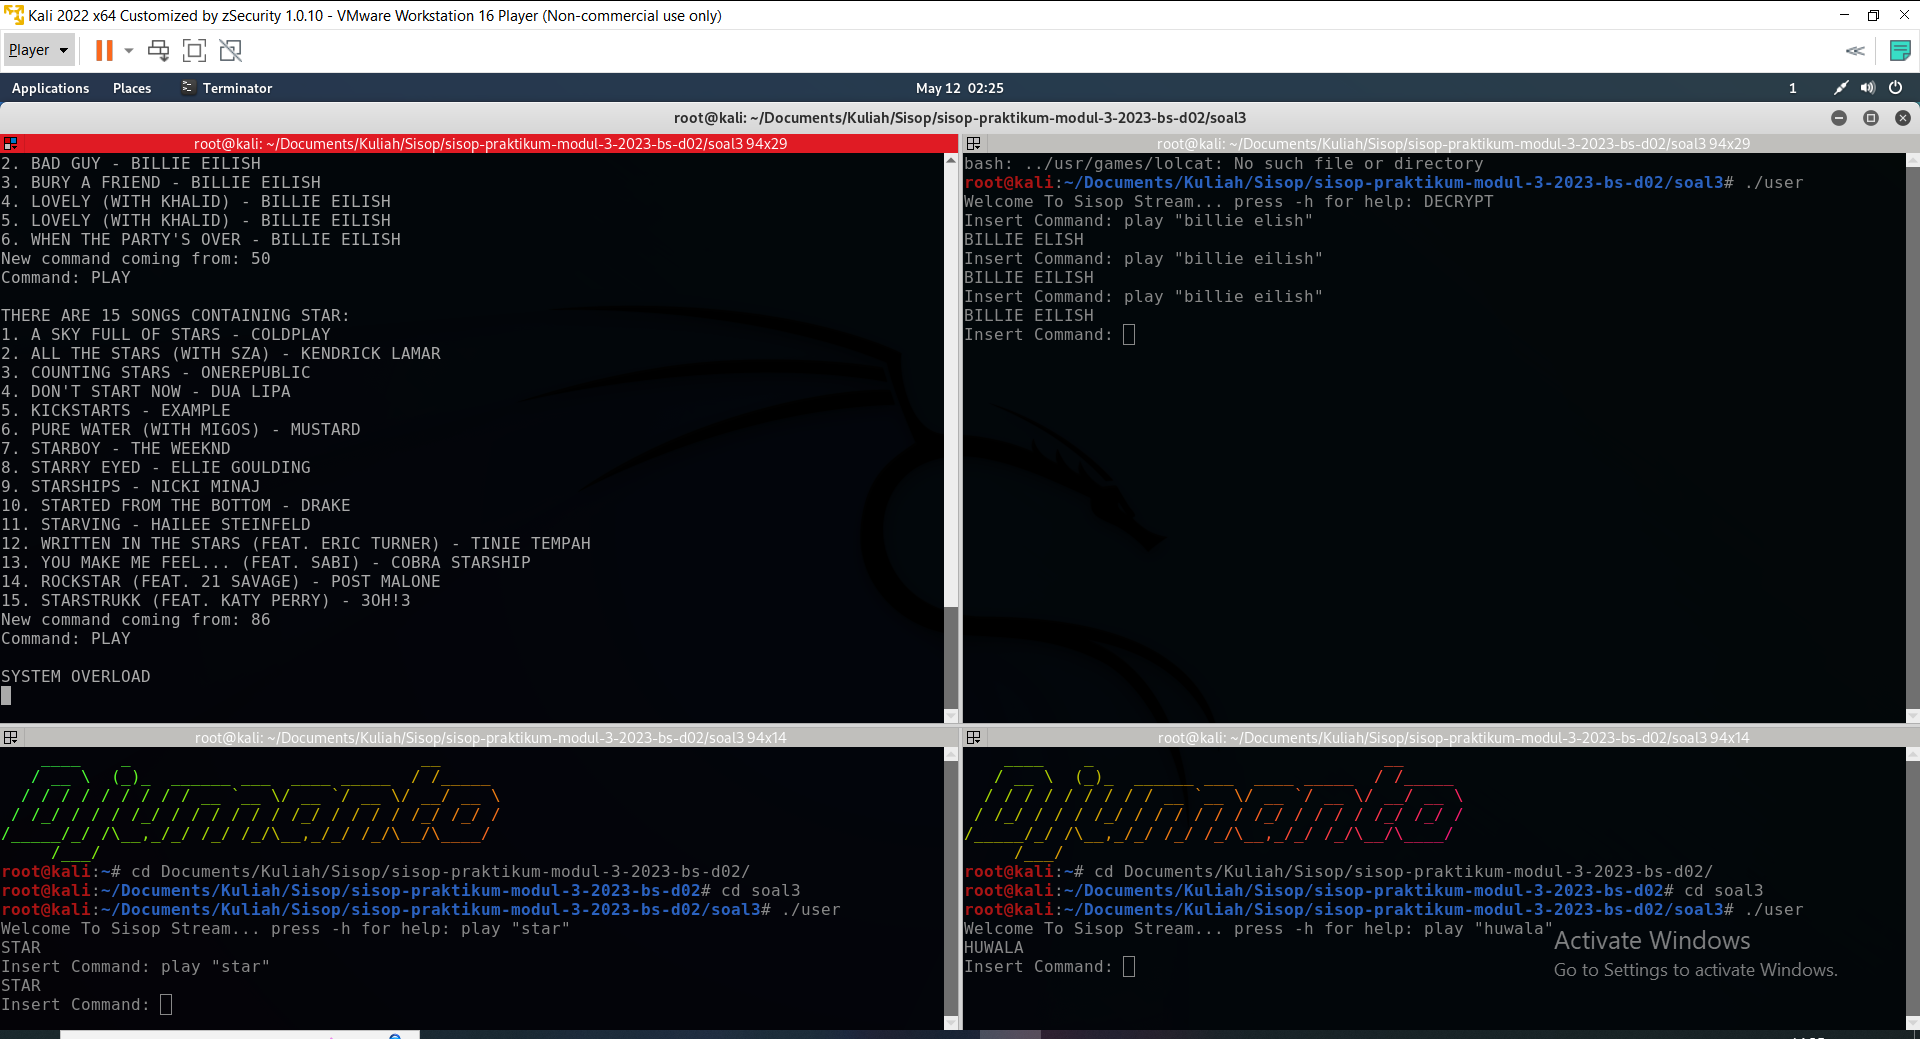 Kali 2022 x64 Customized by zSecurity 1.0.10 - VMware Workstation 16 Player (Non-commercial use only)
Player
Applications Places Terminator May 12 02:25 1
root@kali: ~/Documents/Kuliah/Sisop/sisop-praktikum-modul-3-2023-bs-d02/soal3
root@kali: ~/Documents/Kuliah/Sisop/sisop-praktikum-modul-3-2023-bs-d02/soal3 94x29
2. BAD GUY - BILLIE EILISH
3. BURY A FRIEND - BILLIE EILISH
4. LOVELY (WITH KHALID) - BILLIE EILISH
5. LOVELY (WITH KHALID) - BILLIE EILISH
6. WHEN THE PARTY'S OVER - BILLIE EILISH
New command coming from: 50
Command: PLAY
THERE ARE 15 SONGS CONTAINING STAR:
1. A SKY FULL OF STARS - COLDPLAY
2. ALL THE STARS (WITH SZA) - KENDRICK LAMAR
3. COUNTING STARS - ONEREPUBLIC
4. DON'T START NOW - DUA LIPA
5. KICKSTARTS - EXAMPLE
6. PURE WATER (WITH MIGOS) - MUSTARD
7. STARBOY - THE WEEKND
8. STARRY EYED - ELLIE GOULDING
9. STARSHIPS - NICKI MINAJ
10. STARTED FROM THE BOTTOM - DRAKE
11. STARVING - HAILEE STEINFELD
12. WRITTEN IN THE STARS (FEAT. ERIC TURNER) - TINIE TEMPAH
13. YOU MAKE ME FEEL... (FEAT. SABI) - COBRA STARSHIP
14. ROCKSTAR (FEAT. 21 SAVAGE) - POST MALONE
15. STARSTRUKK (FEAT. KATY PERRY) - 3OH!3
New command coming from: 86
Command: PLAY
SYSTEM OVERLOAD
root@kali: ~/Documents/Kuliah/Sisop/sisop-praktikum-modul-3-2023-bs-d02/soal3 94x29
bash: ../usr/games/lolcat: No such file or directory
root@kali:~/Documents/Kuliah/Sisop/sisop-praktikum-modul-3-2023-bs-d02/soal3# ./user
Welcome To Sisop Stream... press -h for help: DECRYPT
Insert Command: play "billie elish"
BILLIE ELISH
Insert Command: play "billie eilish"
BILLIE EILISH
Insert Command: play "billie eilish"
BILLIE EILISH
Insert Command:
root@kali: ~/Documents/Kuliah/Sisop/sisop-praktikum-modul-3-2023-bs-d02/soal3 94x14
Djumanto
root@kali:~# cd Documents/Kuliah/Sisop/sisop-praktikum-modul-3-2023-bs-d02/
root@kali:~/Documents/Kuliah/Sisop/sisop-praktikum-modul-3-2023-bs-d02# cd soal3
root@kali:~/Documents/Kuliah/Sisop/sisop-praktikum-modul-3-2023-bs-d02/soal3# ./user
Welcome To Sisop Stream... press -h for help: play "star"
STAR
Insert Command: play "star"
STAR
Insert Command:
root@kali: ~/Documents/Kuliah/Sisop/sisop-praktikum-modul-3-2023-bs-d02/soal3 94x14
Djumanto
root@kali:~# cd Documents/Kuliah/Sisop/sisop-praktikum-modul-3-2023-bs-d02/
root@kali:~/Documents/Kuliah/Sisop/sisop-praktikum-modul-3-2023-bs-d02# cd soal3
root@kali:~/Documents/Kuliah/Sisop/sisop-praktikum-modul-3-2023-bs-d02/soal3# ./user
Welcome To Sisop Stream... press -h for help: play "huwala"
HUWALA
Insert Command:
Activate Windows
Go to Settings to activate Windows.